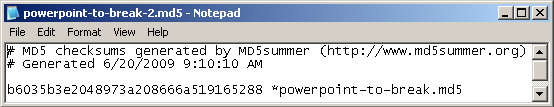 powerpoint-to-break-2.md5 - Notepad
File Edit Format View Help
# MD5 checksums generated by MD5summer (http://www.md5summer.org)
# Generated 6/20/2009 9:10:10 AM
b6035b3e2048973a208666a519165288 *powerpoint-to-break.md5